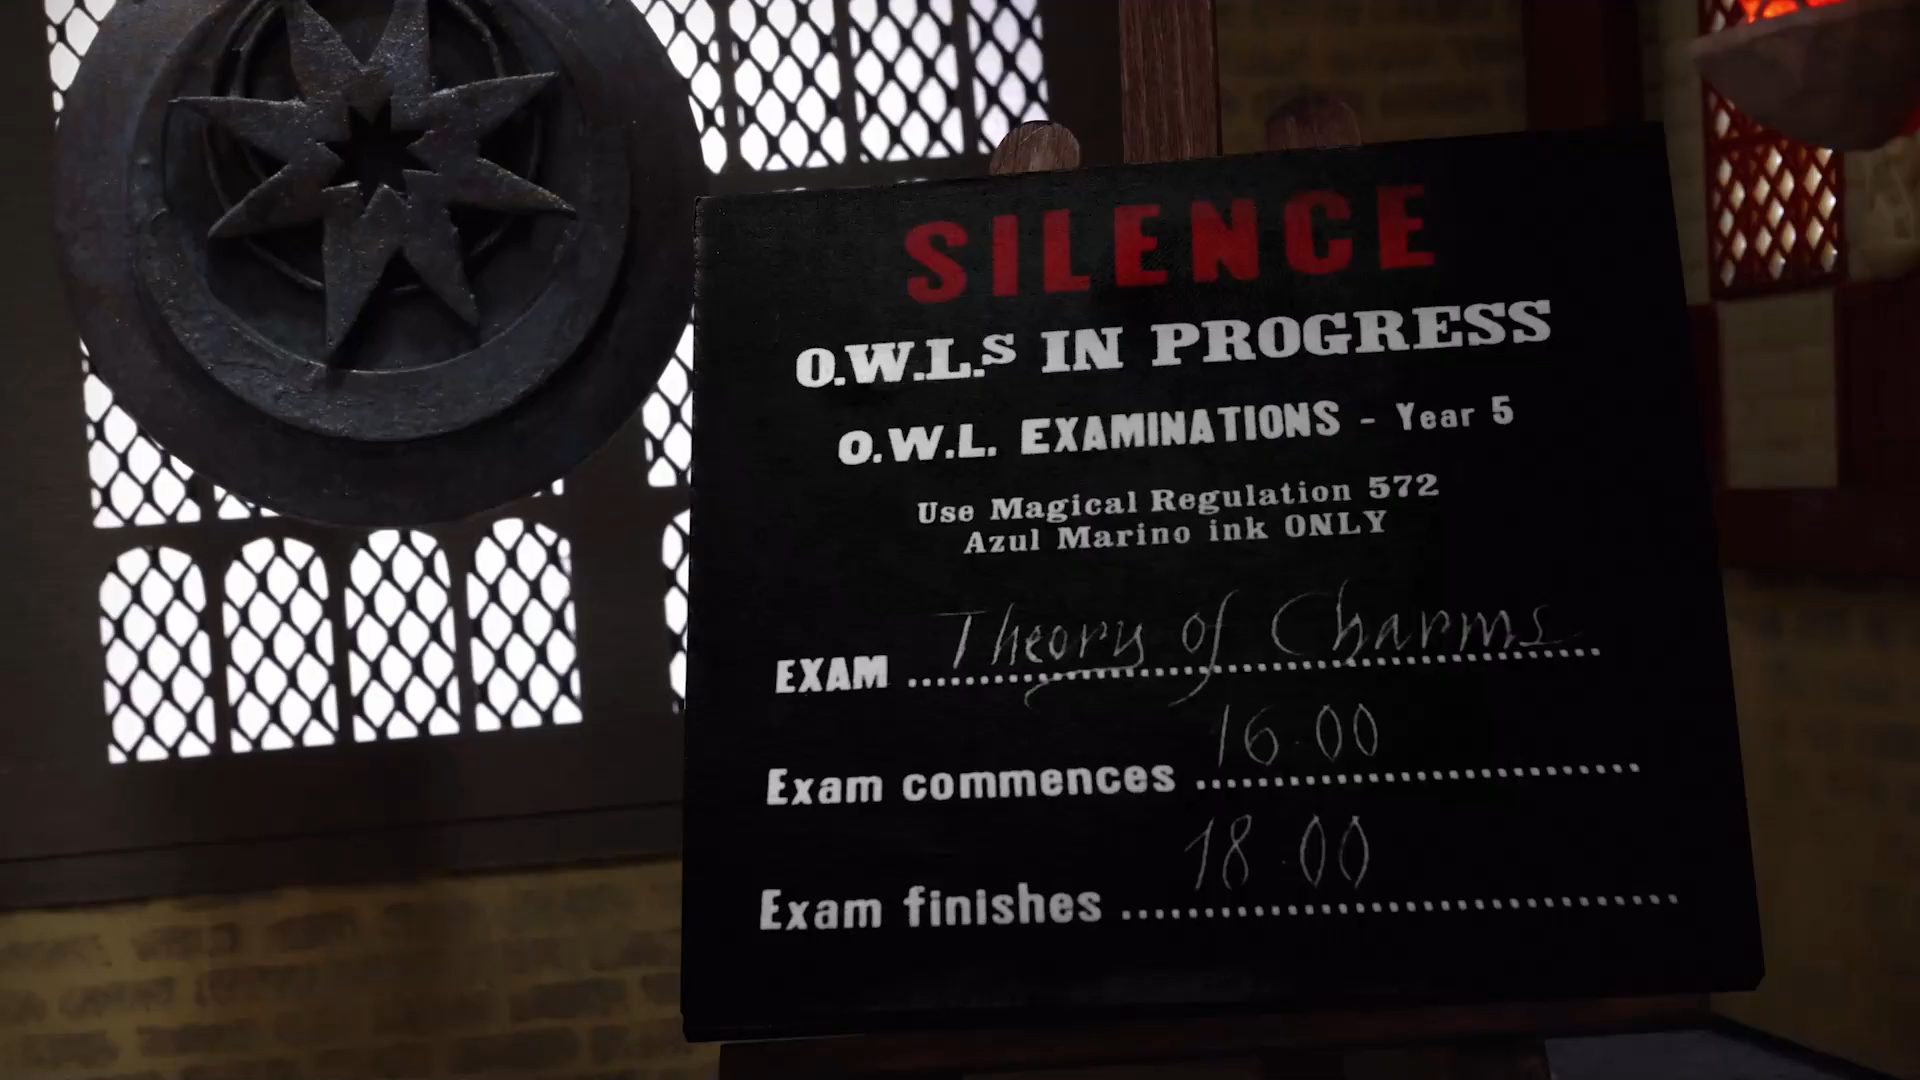 SILENCE
O.W.L.s IN PROGRESS
O.W.L. EXAMINATIONS - Year 5
Use Magical Regulation 572
Azul Marino ink ONLY
EXAM Theory of Charms
Exam commences 16.00
Exam finishes 18.00